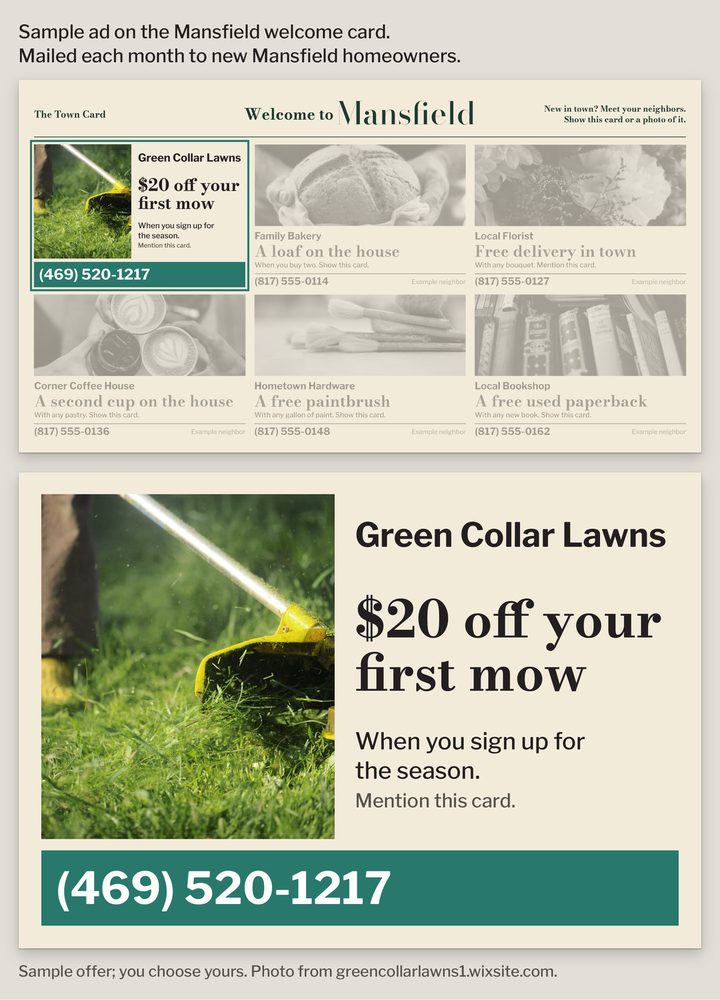 Sample ad on the Mansfield welcome card.
Mailed each month to new Mansfield homeowners.
The Town Card
Welcome to Mansfield
New in town? Meet your neighbors.
Show this card or a photo of it.
Green Collar Lawns
$20 off your
first mow
When you sign up for
the season.
Mention this card.
(469) 520-1217
Family Bakery
A loaf on the house
When you buy two. Show this card.
(817) 555-0114
Example neighbor
Local Florist
Free delivery in town
With any bouquet. Mention this card.
(817) 555-0127
Example neighbor
Corner Coffee House
A second cup on the house
With any pastry. Show this card.
(817) 555-0136
Example neighbor
Hometown Hardware
A free paintbrush
With any gallon of paint. Show this card.
(817) 555-0148
Example neighbor
Local Bookshop
A free used paperback
With any new book. Show this card.
(817) 555-0162
Example neighbor
Green Collar Lawns
$20 off your
first mow
When you sign up for
the season.
Mention this card.
(469) 520-1217
Sample offer; you choose yours. Photo from greencollarlawns1.wixsite.com.